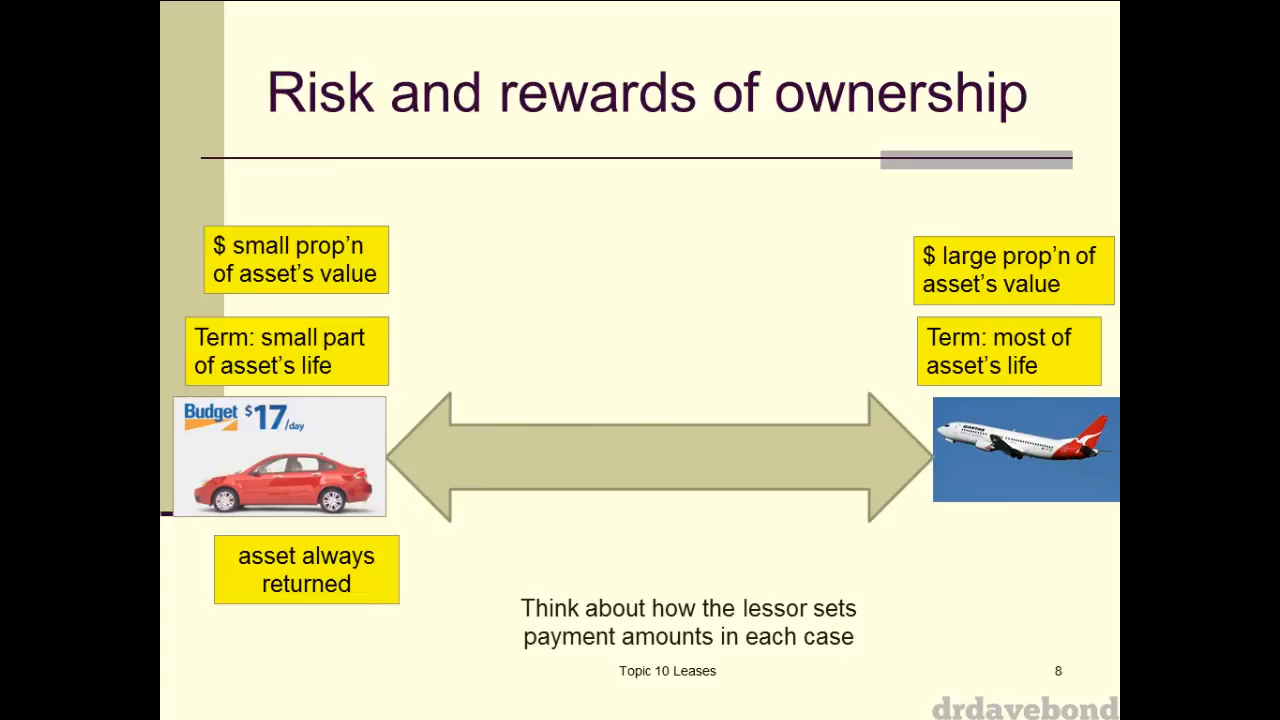 Risk and rewards of ownership
$ small prop’n
of asset’s value
$ large prop’n of
asset’s value
Term: small part
of asset’s life
Term: most of
asset’s life
Budget $17/day
QANTAS
asset always
returned
Think about how the lessor sets
payment amounts in each case
Topic 10 Leases
8
drdavebond